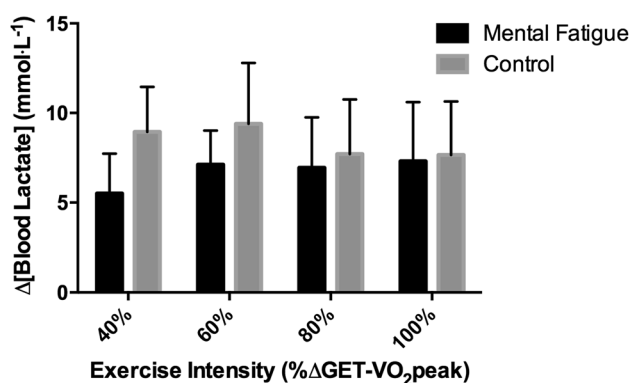 15
10
5
0
Δ[Blood Lactate] (mmol·L⁻¹)
Mental Fatigue
Control
40%
60%
80%
100%
Exercise Intensity (%ΔGET-VO₂peak)